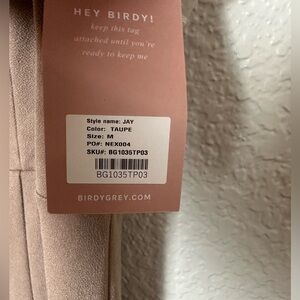 HEY BIRDY!
keep this tag
attached until you're
ready to keep me
Style name: JAY
Color: TAUPE
Size: M
PO#: NEX004
SKU#: BG1035TP03
BG1035TP03
BIRDYGREY.COM